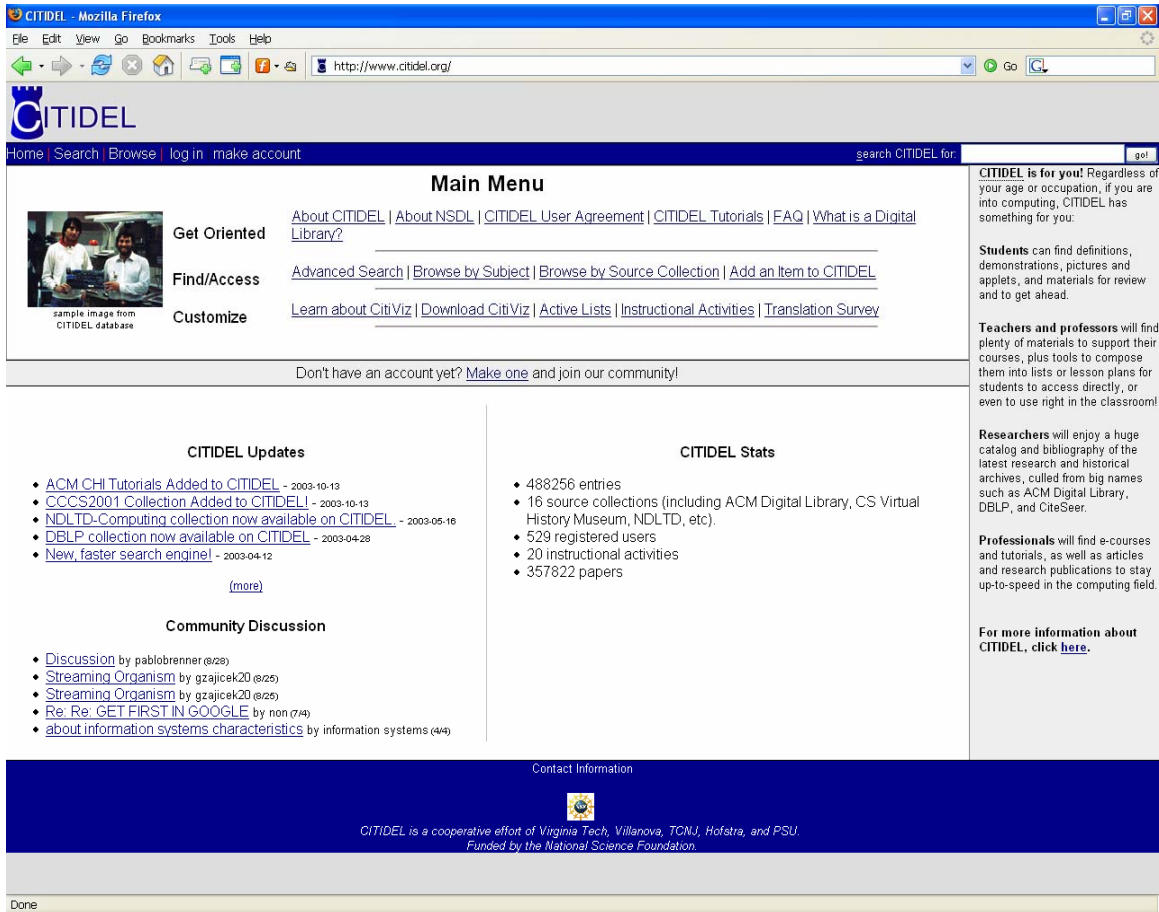 CITIDEL - Mozilla Firefox
File Edit View Go Bookmarks Tools Help
http://www.citidel.org/
Go
CITIDEL
Home | Search | Browse | log in make account
search CITIDEL for:
go!
Main Menu
sample image from
CITIDEL database
Get Oriented
About CITIDEL | About NSDL | CITIDEL User Agreement | CITIDEL Tutorials | FAQ | What is a Digital
Library?
Find/Access
Advanced Search | Browse by Subject | Browse by Source Collection | Add an Item to CITIDEL
Customize
Learn about CitiViz | Download CitiViz | Active Lists | Instructional Activities | Translation Survey
Don't have an account yet? Make one and join our community!
CITIDEL Updates
ACM CHI Tutorials Added to CITIDEL - 2003-10-13
CCCS2001 Collection Added to CITIDEL! - 2003-10-13
NDLTD-Computing collection now available on CITIDEL. - 2003-05-16
DBLP collection now available on CITIDEL - 2003-04-28
New, faster search engine! - 2003-04-12
(more)
Community Discussion
Discussion by pablobrenner (8/28)
Streaming Organism by gzajicek20 (8/25)
Streaming Organism by gzajicek20 (8/25)
Re: Re: GET FIRST IN GOOGLE by non (7/4)
about information systems characteristics by information systems (4/4)
CITIDEL Stats
488256 entries
16 source collections (including ACM Digital Library, CS Virtual
History Museum, NDLTD, etc).
529 registered users
20 instructional activities
357822 papers
CITIDEL is for you! Regardless of
your age or occupation, if you are
into computing, CITIDEL has
something for you:
Students can find definitions,
demonstrations, pictures and
applets, and materials for review
and to get ahead.
Teachers and professors will find
plenty of materials to support their
courses, plus tools to compose
them into lists or lesson plans for
students to access directly, or
even to use right in the classroom!
Researchers will enjoy a huge
catalog and bibliography of the
latest research and historical
archives, culled from big names
such as ACM Digital Library,
DBLP, and CiteSeer.
Professionals will find e-courses
and tutorials, as well as articles
and research publications to stay
up-to-speed in the computing field.
For more information about
CITIDEL, click here.
Contact Information
CITIDEL is a cooperative effort of Virginia Tech, Villanova, TCNJ, Hofstra, and PSU.
Funded by the National Science Foundation.
Done